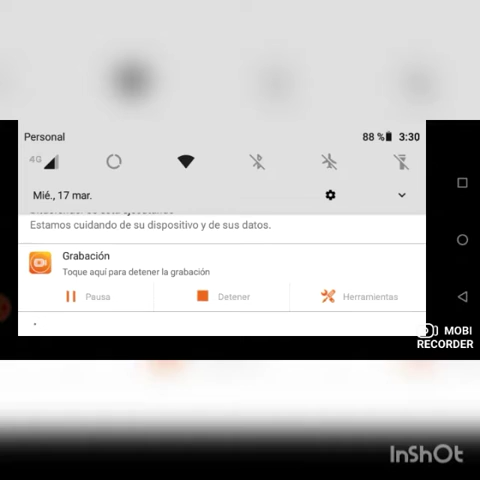 Personal
88 % 3:30
4G
Mié., 17 mar.
Estamos cuidando de su dispositivo y de sus datos.
Grabación
Toque aquí para detener la grabación
Pausa
Detener
Herramientas
MOBI
RECORDER
InShOt